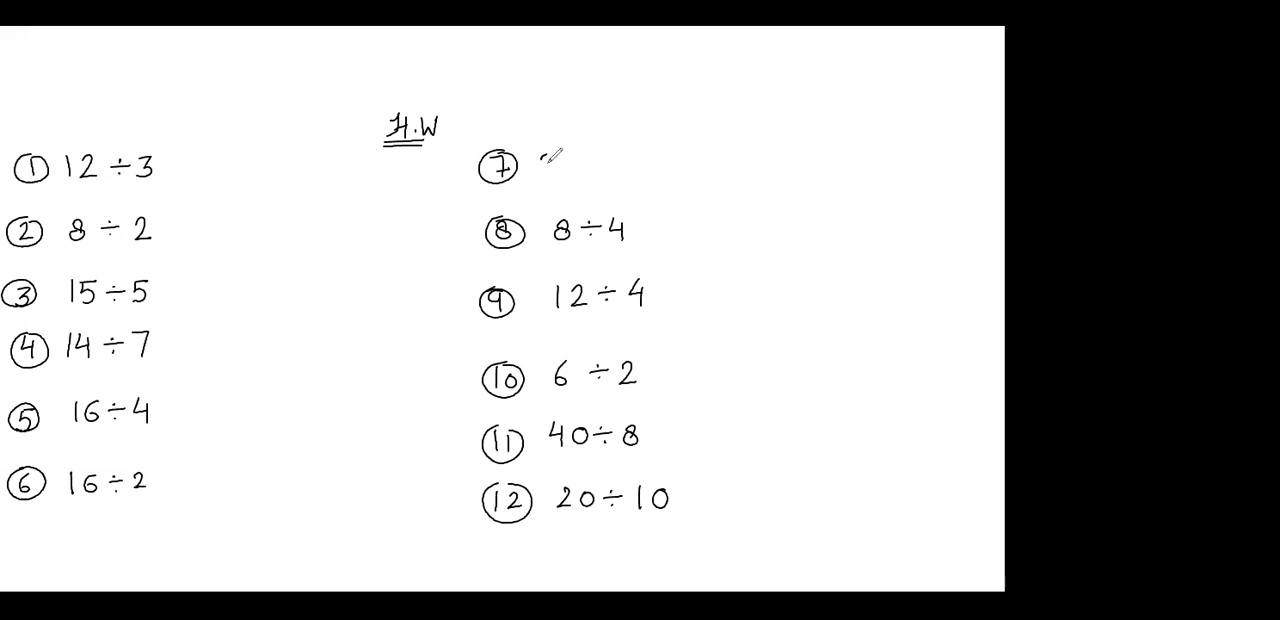 H.W
① 12 ÷ 3
② 8 ÷ 2
③ 15 ÷ 5
④ 14 ÷ 7
⑤ 16 ÷ 4
⑥ 16 ÷ 2
⑦
⑧ 8 ÷ 4
⑨ 12 ÷ 4
⑩ 6 ÷ 2
⑪ 40 ÷ 8
⑫ 20 ÷ 10